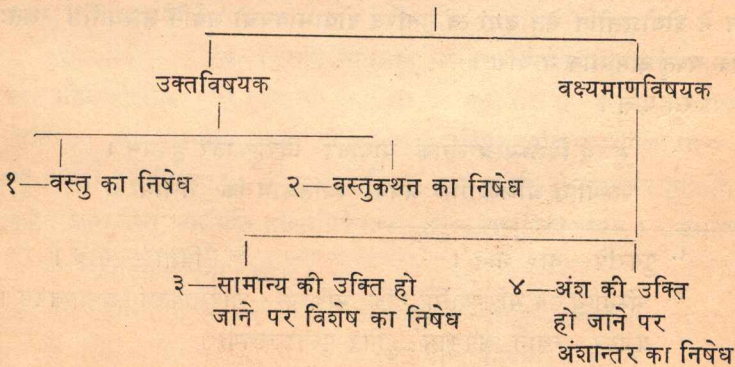 उक्तविषयक
वक्ष्यमाणविषयक
१—वस्तु का निषेध
२—वस्तुकथन का निषेध
३—सामान्य की उक्ति हो
जाने पर विशेष का निषेध
४—अंश की उक्ति
हो जाने पर
अंशान्तर का निषेध